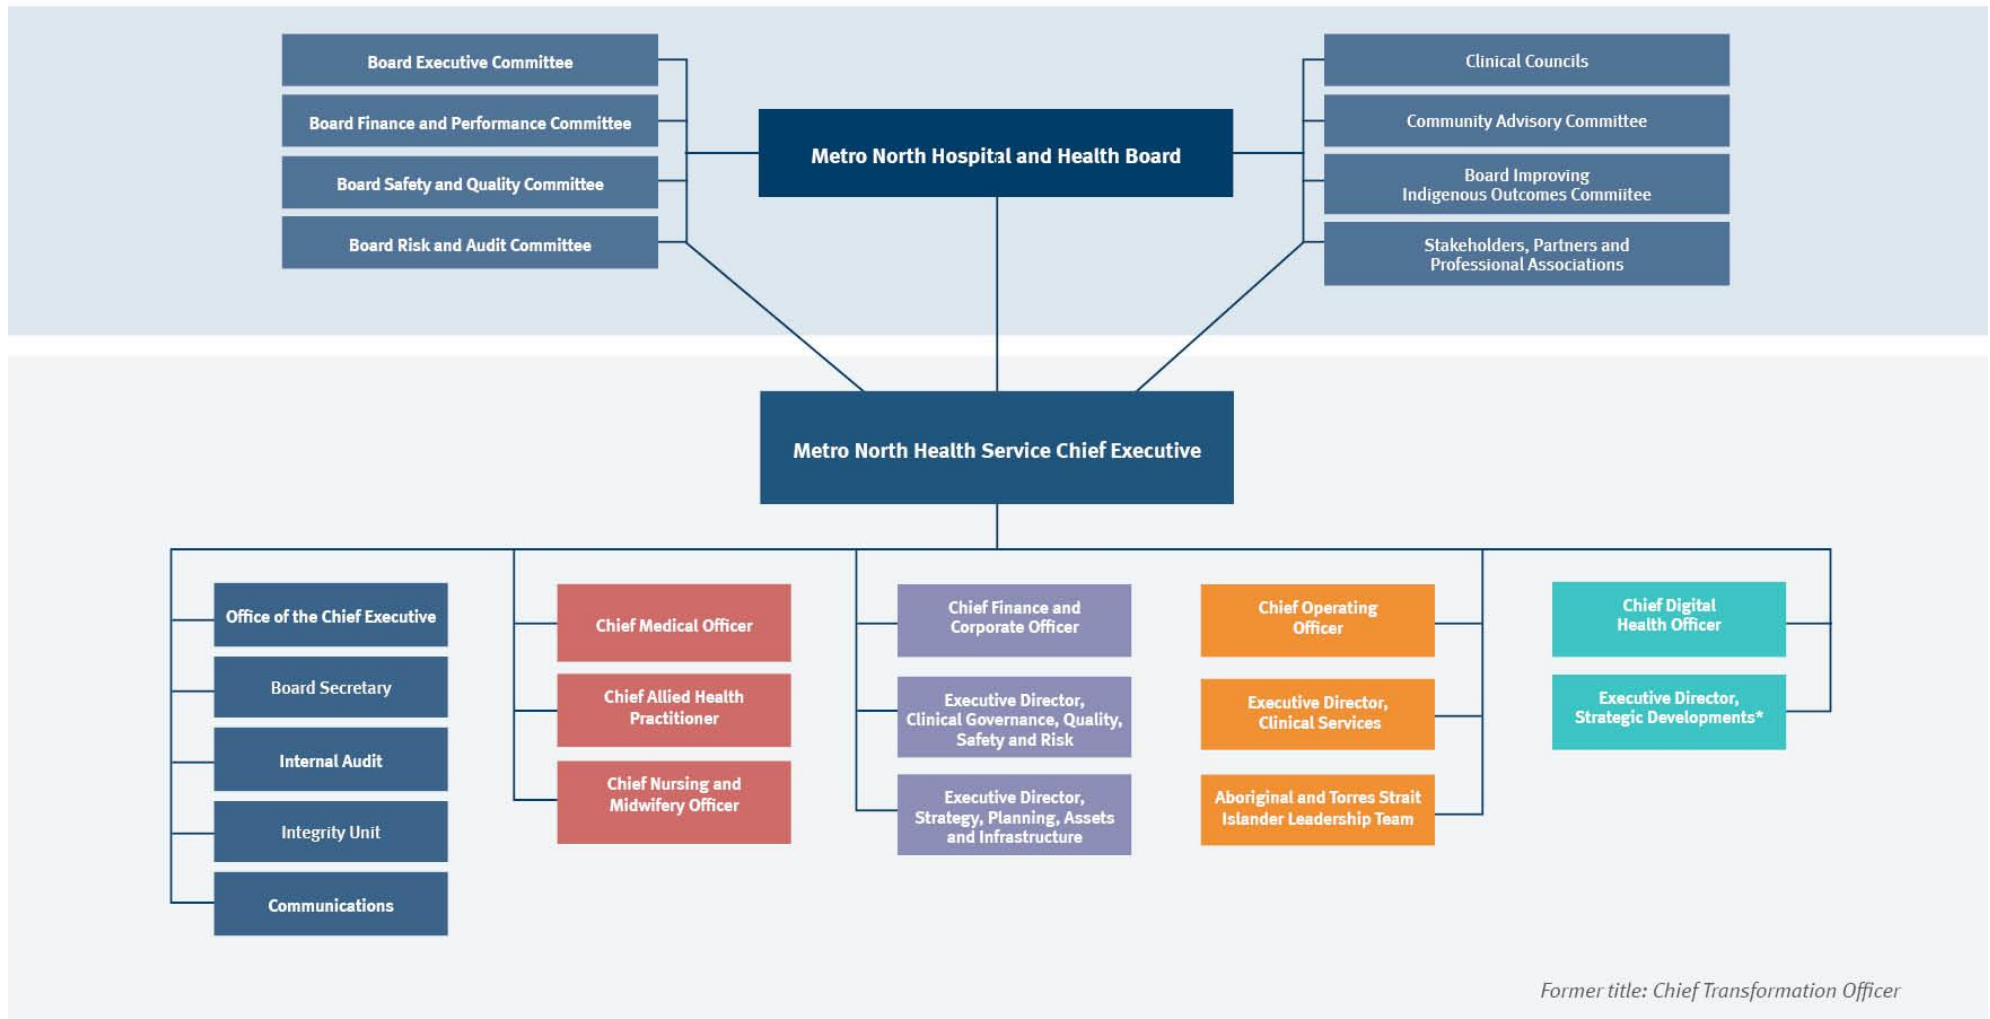 Board Executive Committee
Board Finance and Performance Committee
Board Safety and Quality Committee
Board Risk and Audit Committee
Metro North Hospital and Health Board
Clinical Councils
Community Advisory Committee
Board Improving
Indigenous Outcomes Commiitee
Stakeholders, Partners and
Professional Associations
Metro North Health Service Chief Executive
Office of the Chief Executive
Board Secretary
Internal Audit
Integrity Unit
Communications
Chief Medical Officer
Chief Allied Health
Practitioner
Chief Nursing and
Midwifery Officer
Chief Finance and
Corporate Officer
Executive Director,
Clinical Governance, Quality,
Safety and Risk
Executive Director,
Strategy, Planning, Assets
and Infrastructure
Chief Operating
Officer
Executive Director,
Clinical Services
Aboriginal and Torres Strait
Islander Leadership Team
Chief Digital
Health Officer
Executive Director,
Strategic Developments*
Former title: Chief Transformation Officer